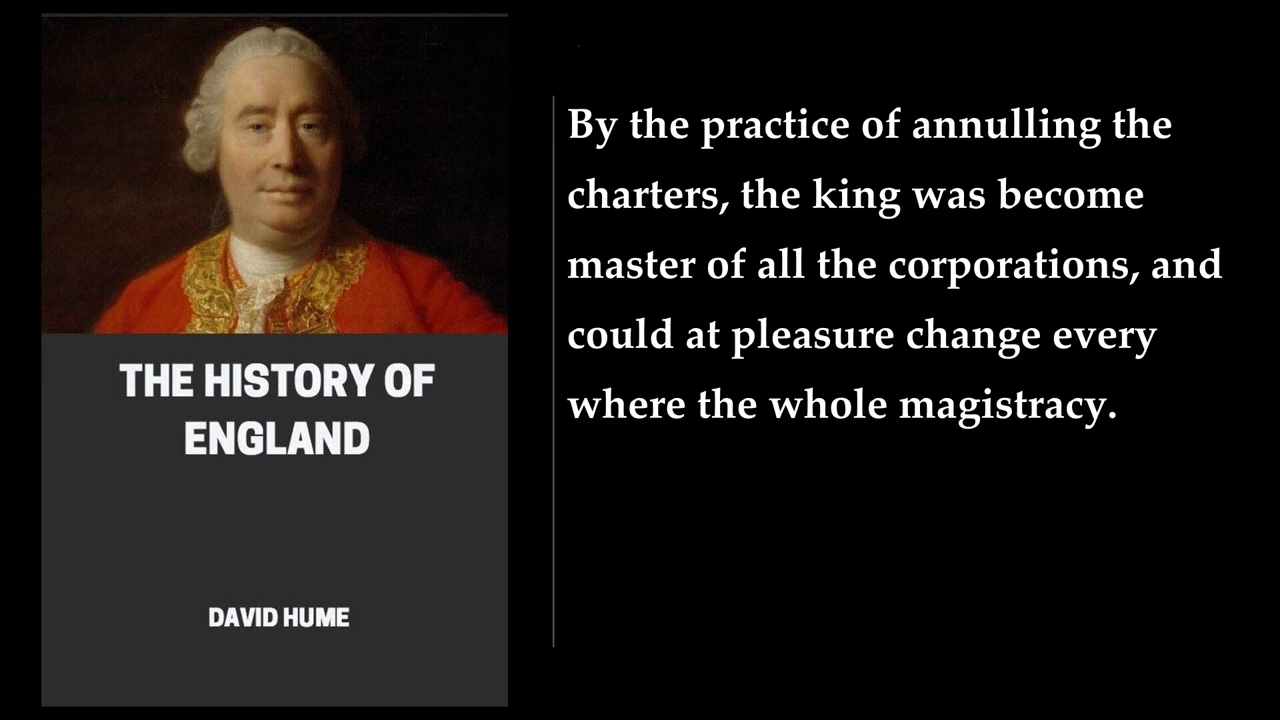 THE HISTORY OF
ENGLAND
DAVID HUME
By the practice of annulling the
charters, the king was become
master of all the corporations, and
could at pleasure change every
where the whole magistracy.